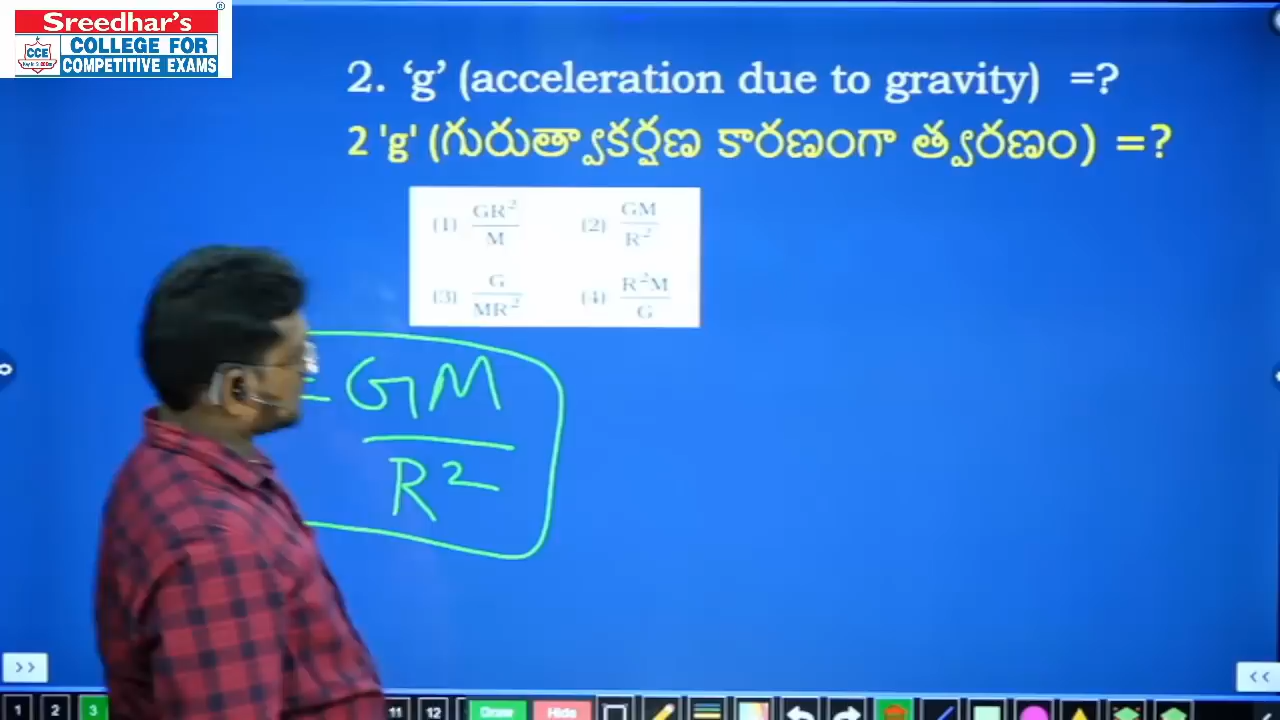 Sreedhar's
CCE
COLLEGE FOR
COMPETITIVE EXAMS
2. ‘g’ (acceleration due to gravity) =?
2 'g' (గురుత్వాకర్షణ కారణంగా త్వరణం) =?
(1) GR²/M (2) GM/R²
(3) G/MR² (4) R²M/G
= GM
R²
>>
<<
1 2 3 11 12 Draw Hide